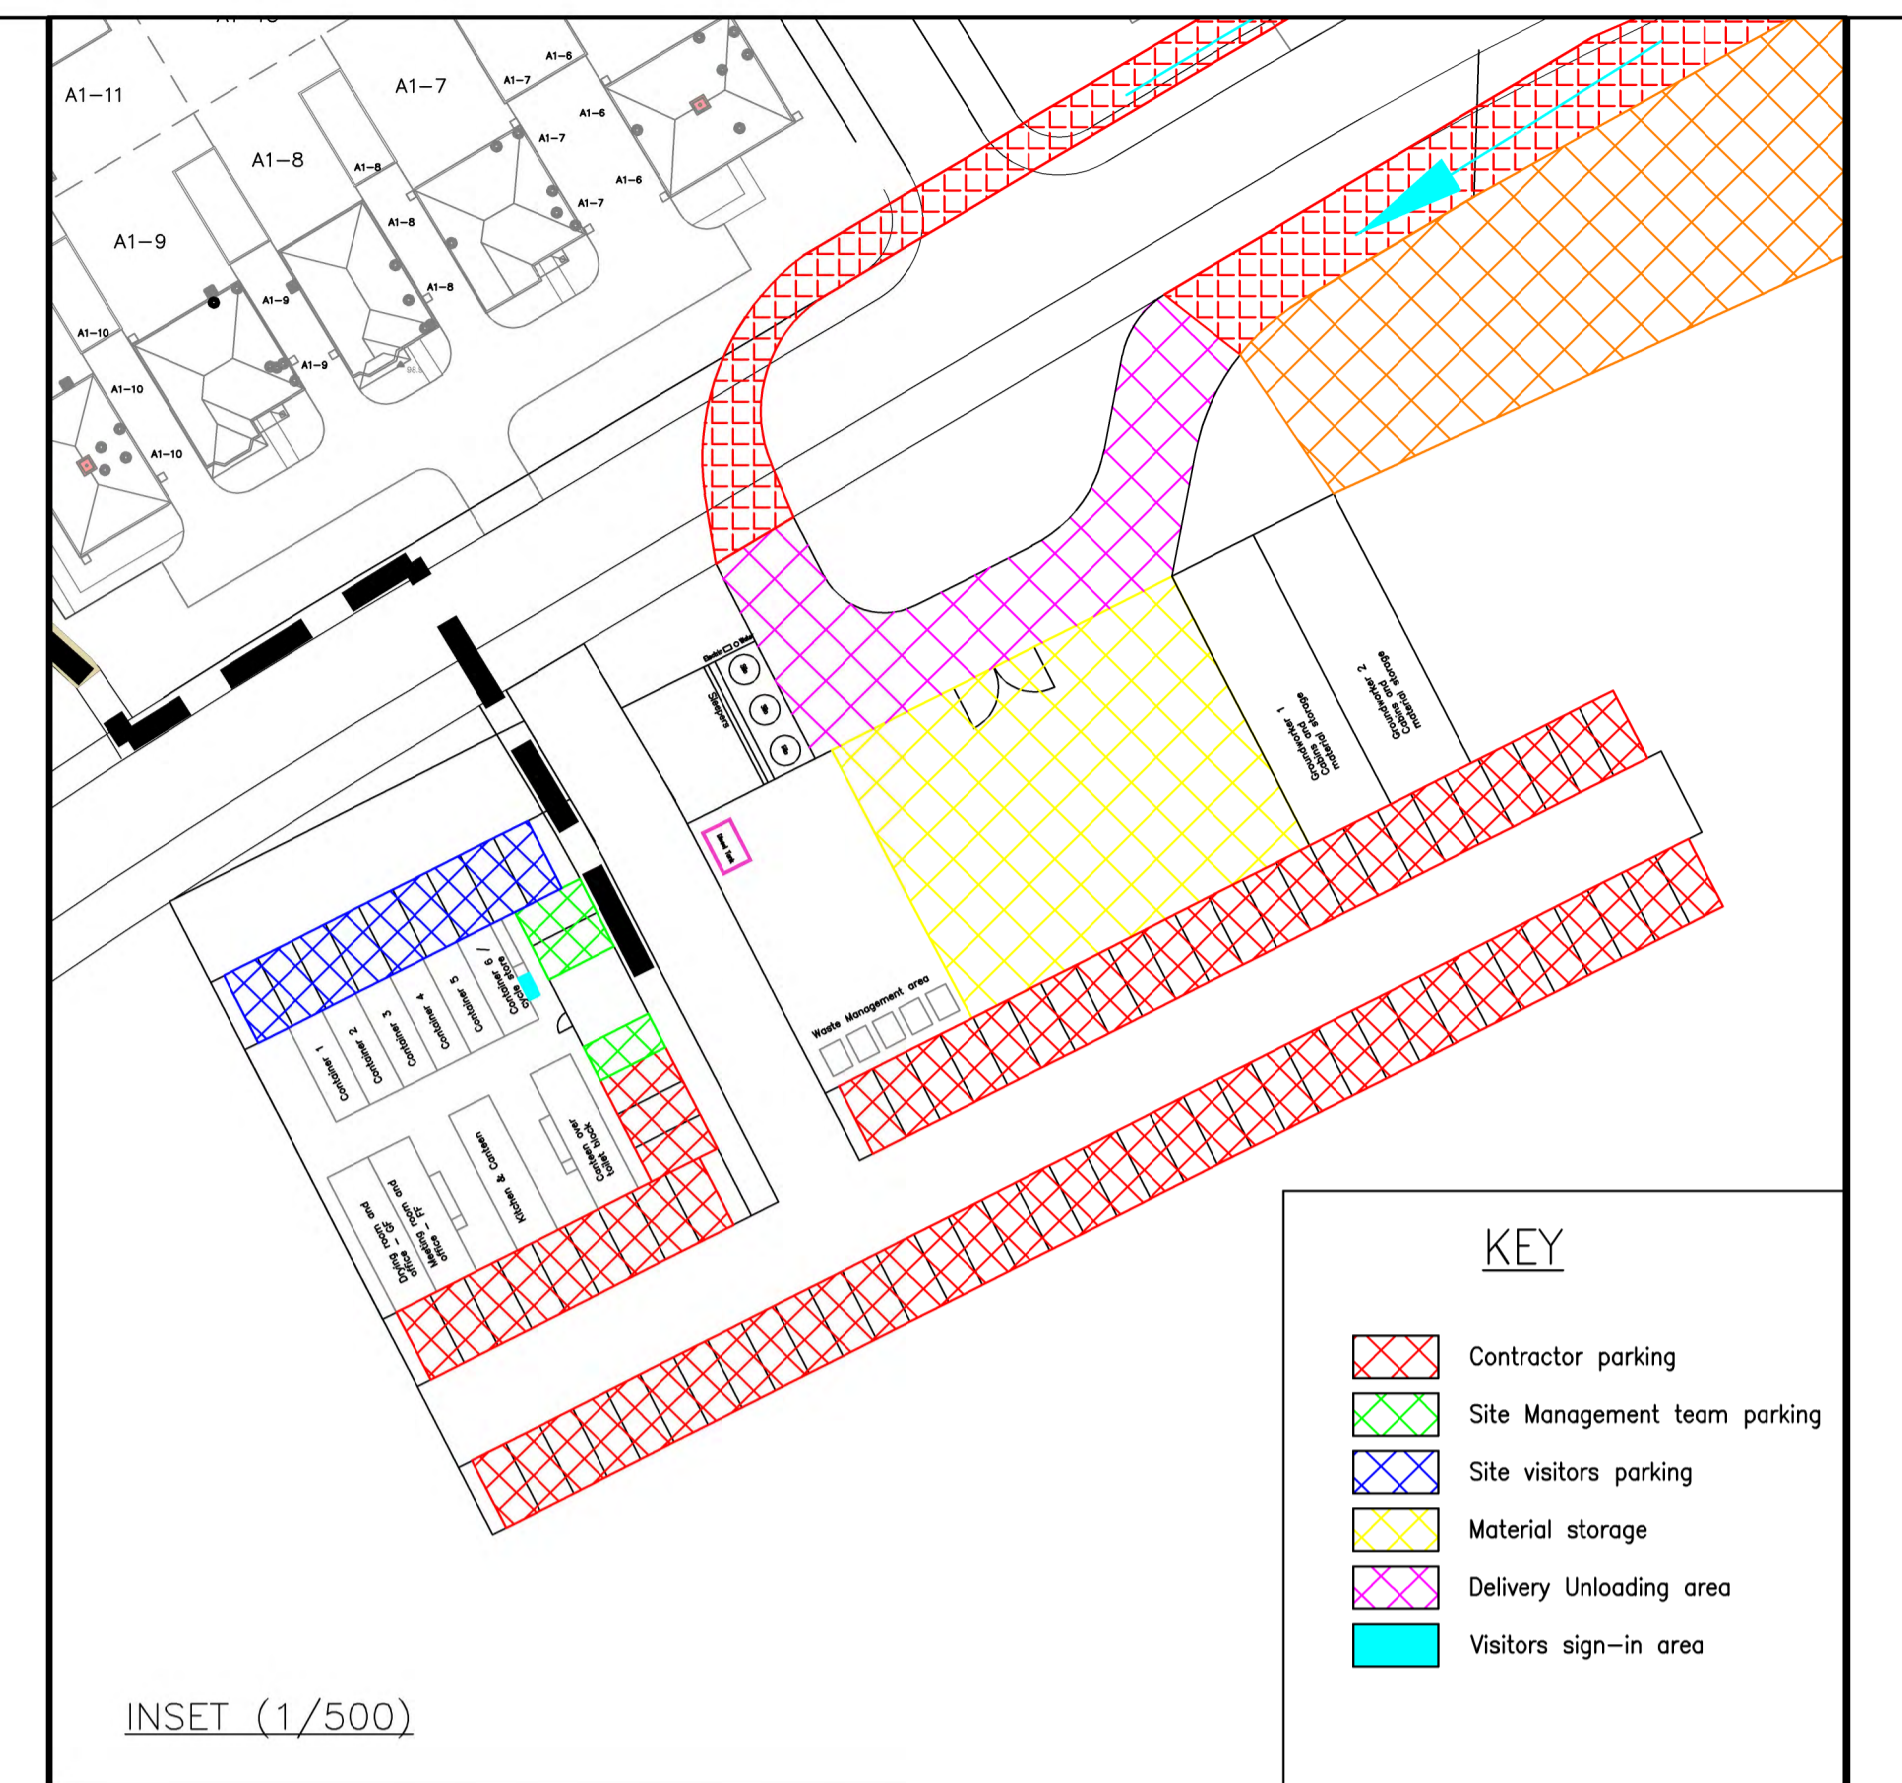 A1-11
A1-7
A1-6
A1-7
A1-6
A1-7
A1-8
A1-8
A1-6
A1-7
A1-8
A1-9
A1-8
A1-9
A1-10
A1-9
A1-10
A1-10
Sleepers
Groundworker 1
Cabins and
material
storage
Groundworker 2
Cabins and
material storage
Waste Management area
Container 1
Container 2
Container 3
Container 4
Container 5
Container 6 /
cycle store
Drying room and
office - GF
Meeting room and
office - FF
Kitchen & Canteen
Canteen over
toilet block
KEY
Contractor parking
Site Management team parking
Site visitors parking
Material storage
Delivery Unloading area
Visitors sign-in area
INSET (1/500)